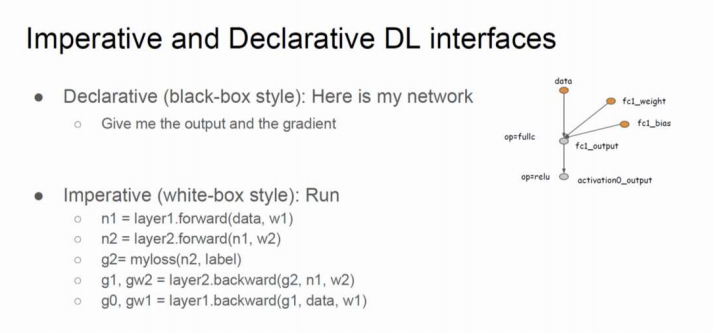 Imperative and Declarative DL interfaces
● Declarative (black-box style): Here is my network
○ Give me the output and the gradient
● Imperative (white-box style): Run
○ n1 = layer1.forward(data, w1)
○ n2 = layer2.forward(n1, w2)
○ g2= myloss(n2, label)
○ g1, gw2 = layer2.backward(g2, n1, w2)
○ g0, gw1 = layer1.backward(g1, data, w1)
data
fc1_weight
fc1_bias
op=fullc
fc1_output
op=relu
activation0_output